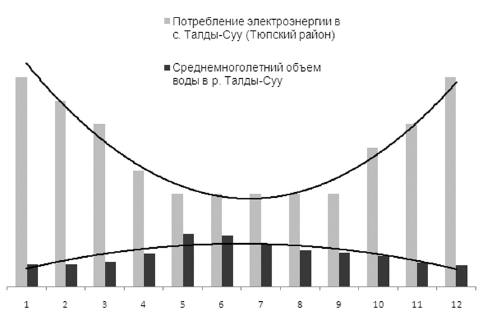 Потребление электроэнергии в
с. Талды-Суу (Тюпский район)
Среднемноголетний объем
воды в р. Талды-Суу
1 2 3 4 5 6 7 8 9 10 11 12